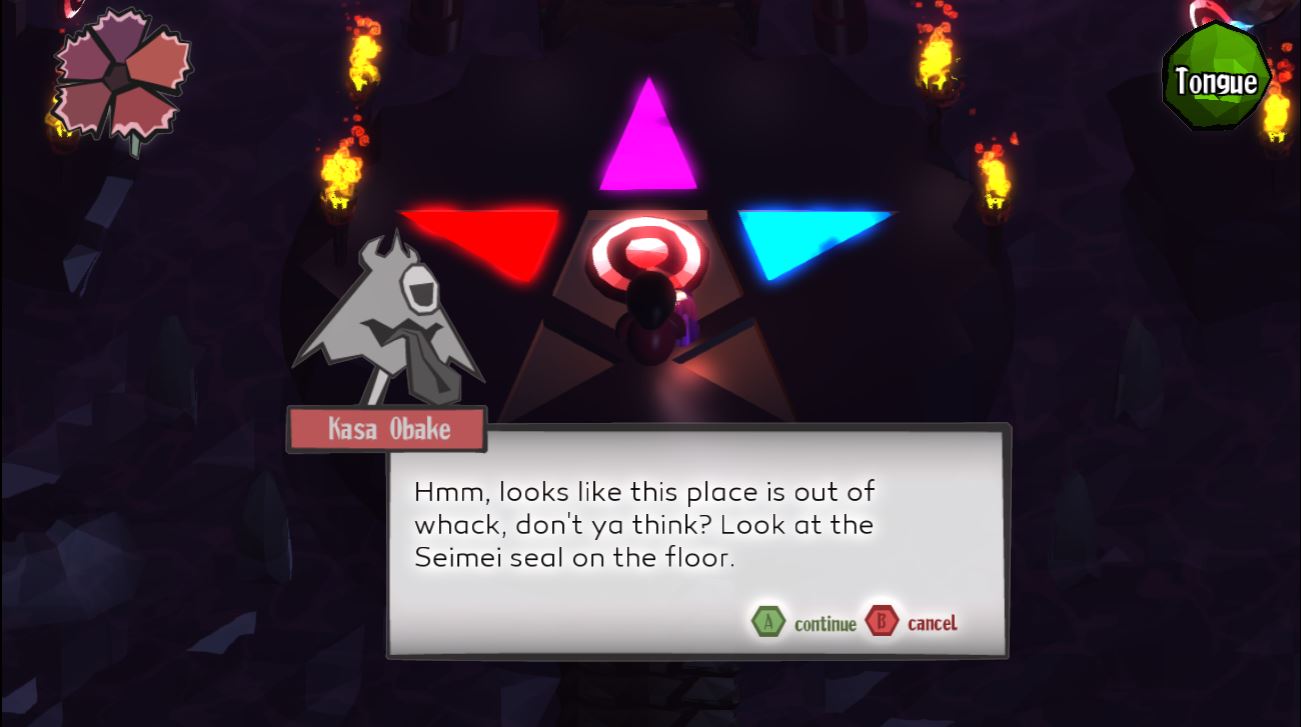 Tongue
Kasa Obake
Hmm, looks like this place is out of
whack, don't ya think? Look at the
Seimei seal on the floor.
A continue B cancel